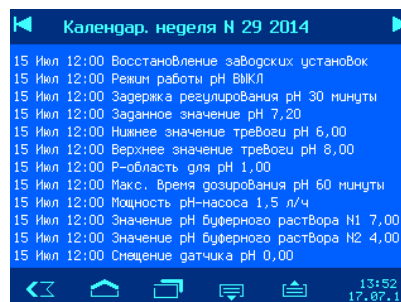 Календар. неделя N 29 2014
15 Июл 12:00 Восстановление заводских установок
15 Июл 12:00 Режим работы pH ВЫКЛ
15 Июл 12:00 Задержка регулирования pH 30 минуты
15 Июл 12:00 Заданное значение pH 7,20
15 Июл 12:00 Нижнее значение тревоги pH 6,00
15 Июл 12:00 Верхнее значение тревоги pH 8,00
15 Июл 12:00 P-область для pH 1,00
15 Июл 12:00 Макс. Время дозирования pH 60 минуты
15 Июл 12:00 Мощность pH-насоса 1,5 л/ч
15 Июл 12:00 Значение pH буферного раствора N1 7,00
15 Июл 12:00 Значение pH буферного раствора N2 4,00
15 Июл 12:00 Смещение датчика pH 0,00
13:52
17.07.1